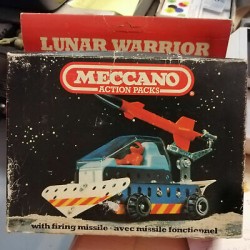 LUNAR WARRIOR
MECCANO
ACTION PACKS
with firing missile - avec missile fonctionnel